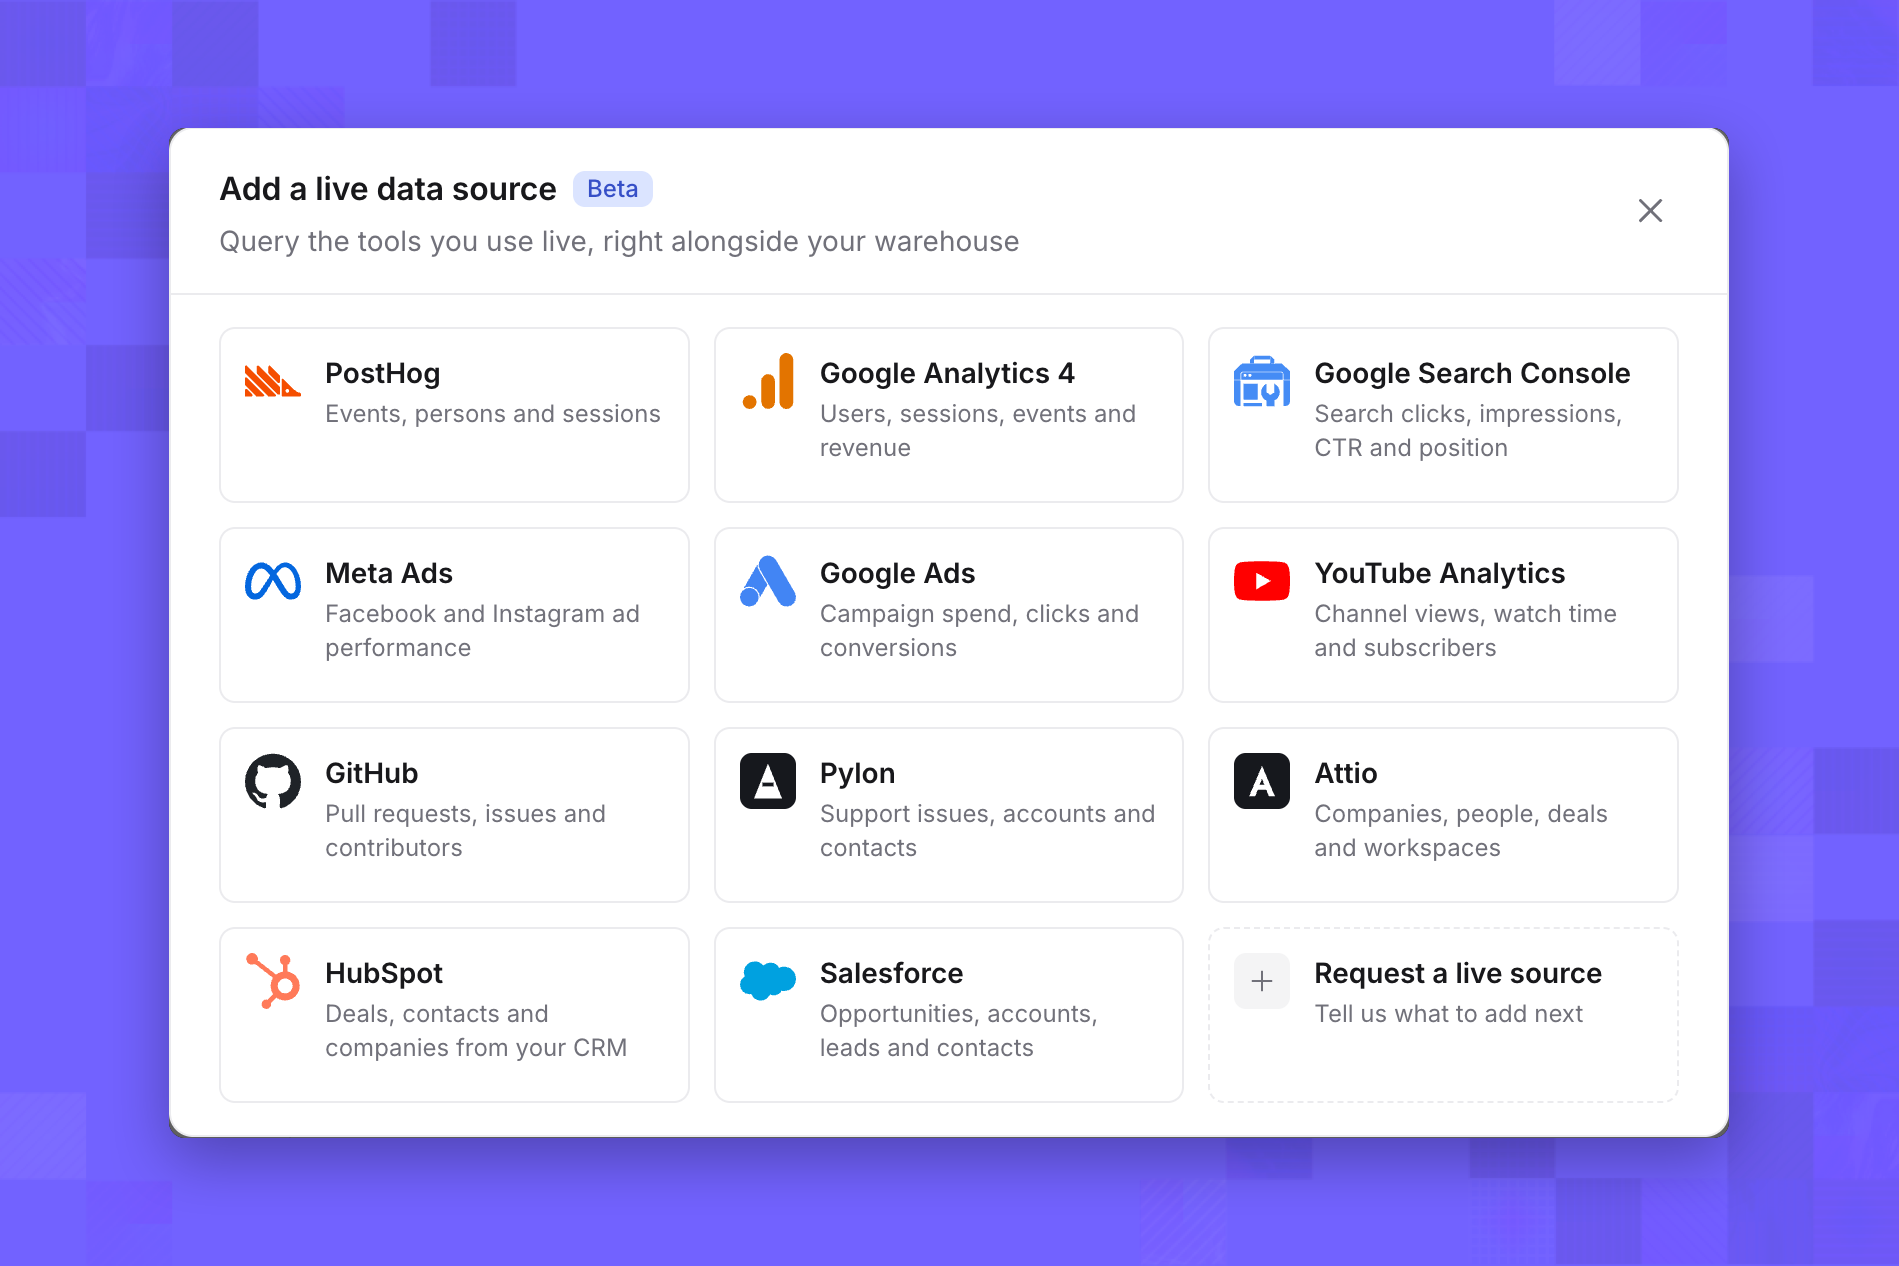 Add a live data source
Beta
Query the tools you use live, right alongside your warehouse
PostHog
Events, persons and sessions
Google Analytics 4
Users, sessions, events and
revenue
Google Search Console
Search clicks, impressions,
CTR and position
Meta Ads
Facebook and Instagram ad
performance
Google Ads
Campaign spend, clicks and
conversions
YouTube Analytics
Channel views, watch time
and subscribers
GitHub
Pull requests, issues and
contributors
Pylon
Support issues, accounts and
contacts
Attio
Companies, people, deals
and workspaces
HubSpot
Deals, contacts and
companies from your CRM
Salesforce
Opportunities, accounts,
leads and contacts
Request a live source
Tell us what to add next